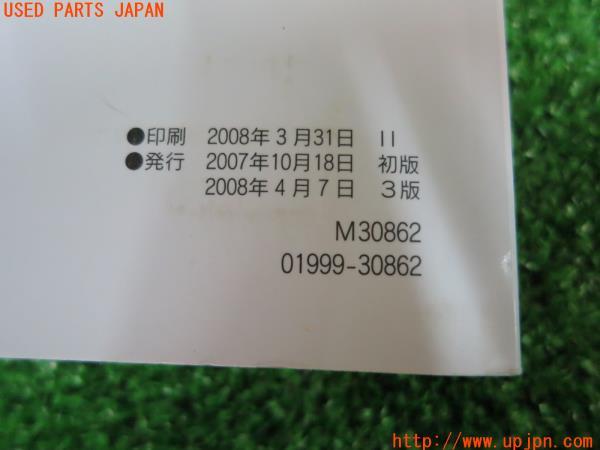 USED PARTS JAPAN
●印刷 2008年3月31日 II
●発行 2007年10月18日 初版
2008年4月7日 3版
M30862
01999-30862
http://www.upjpn.com/